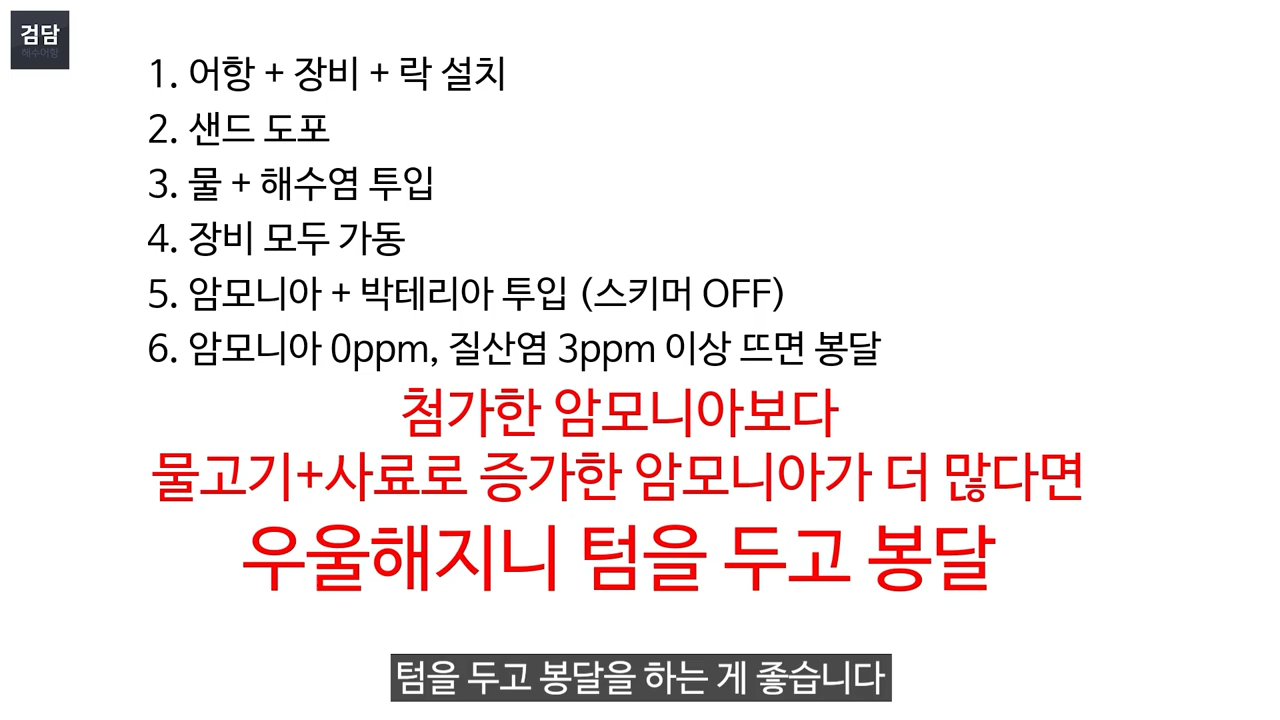 검담
해수어항
1. 어항 + 장비 + 락 설치
2. 샌드 도포
3. 물 + 해수염 투입
4. 장비 모두 가동
5. 암모니아 + 박테리아 투입 (스키머 OFF)
6. 암모니아 0ppm, 질산염 3ppm 이상 뜨면 봉달
첨가한 암모니아보다
물고기+사료로 증가한 암모니아가 더 많다면
우울해지니 텀을 두고 봉달
텀을 두고 봉달을 하는 게 좋습니다